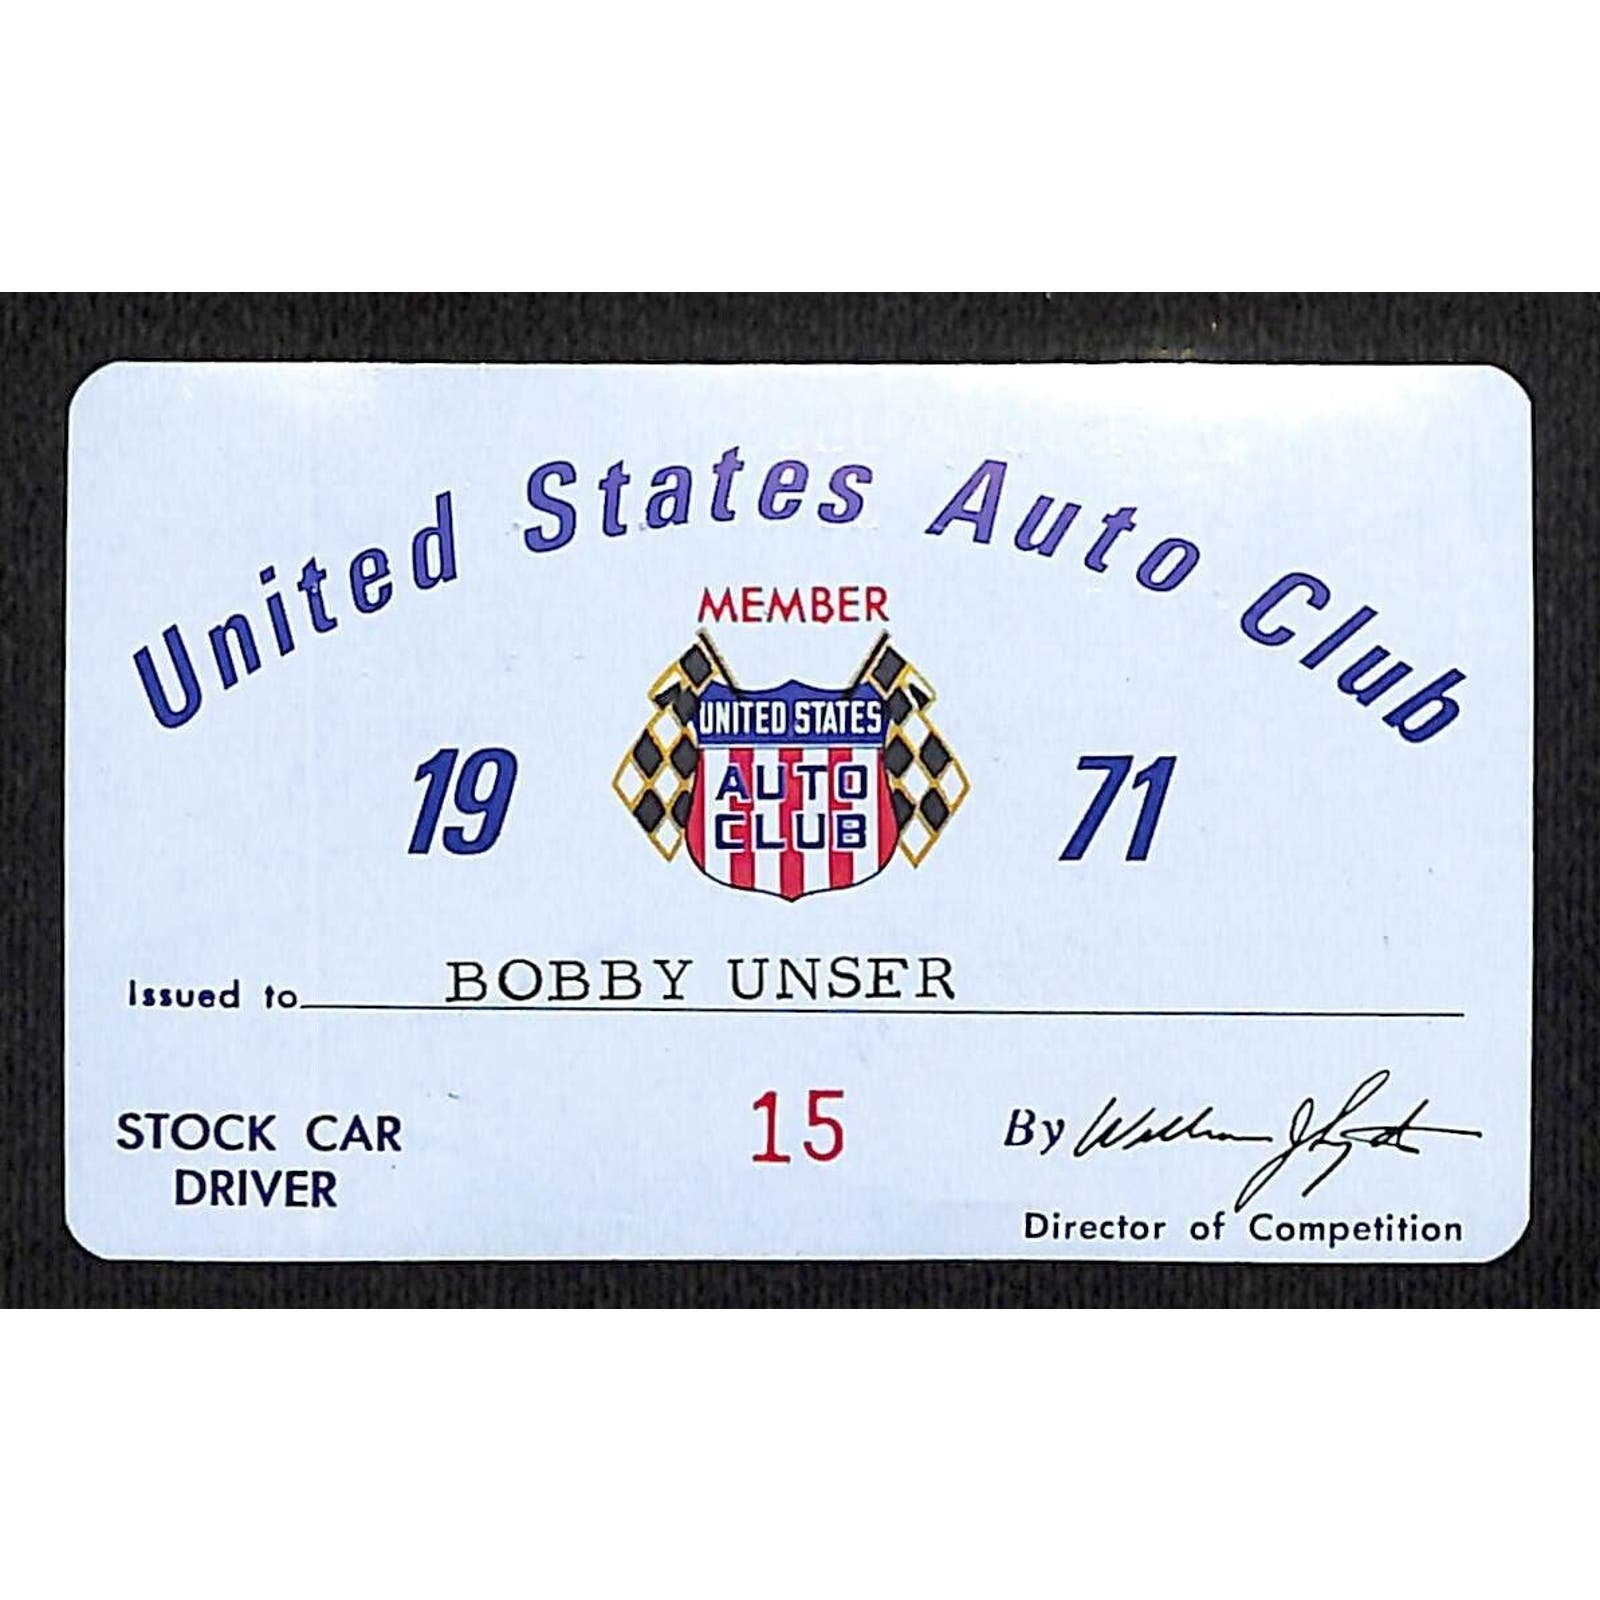 United States Auto Club
MEMBER
UNITED STATES
AUTO
CLUB
19 71
Issued to BOBBY UNSER
STOCK CAR
DRIVER
15
By
Director of Competition